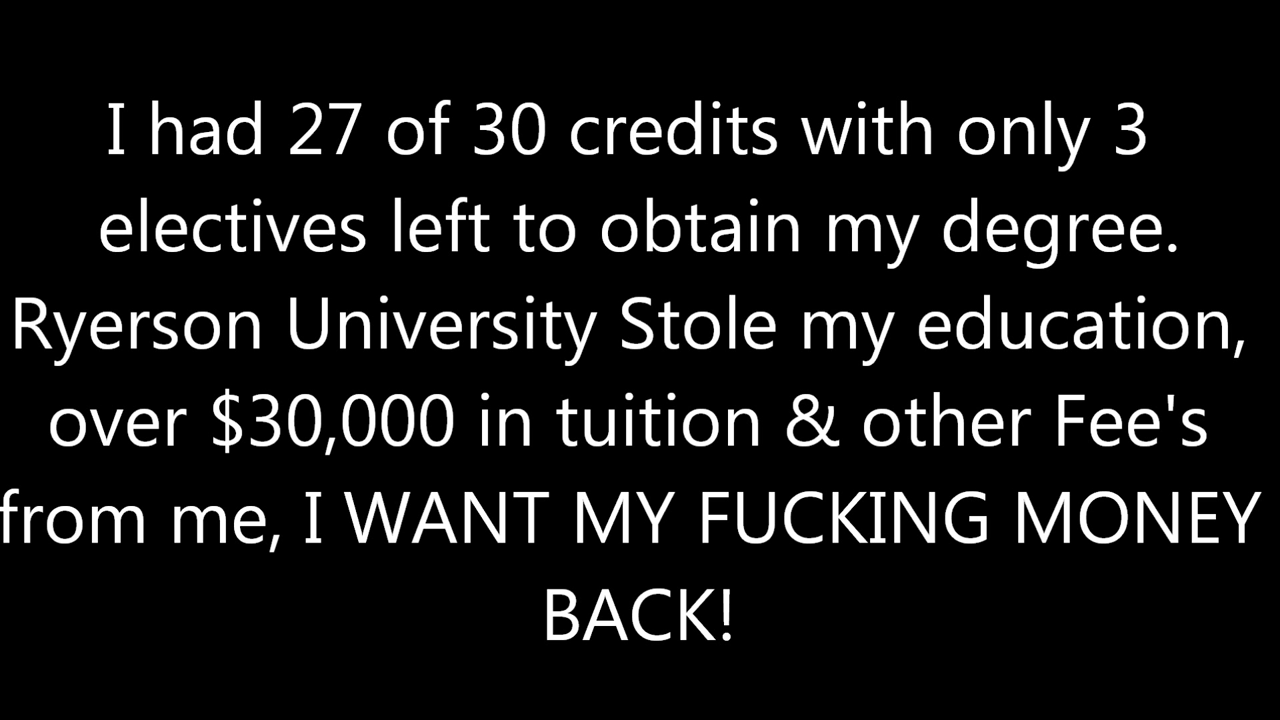 I had 27 of 30 credits with only 3
electives left to obtain my degree.
Ryerson University Stole my education,
over $30,000 in tuition & other Fee's
from me, I WANT MY FUCKING MONEY
BACK!